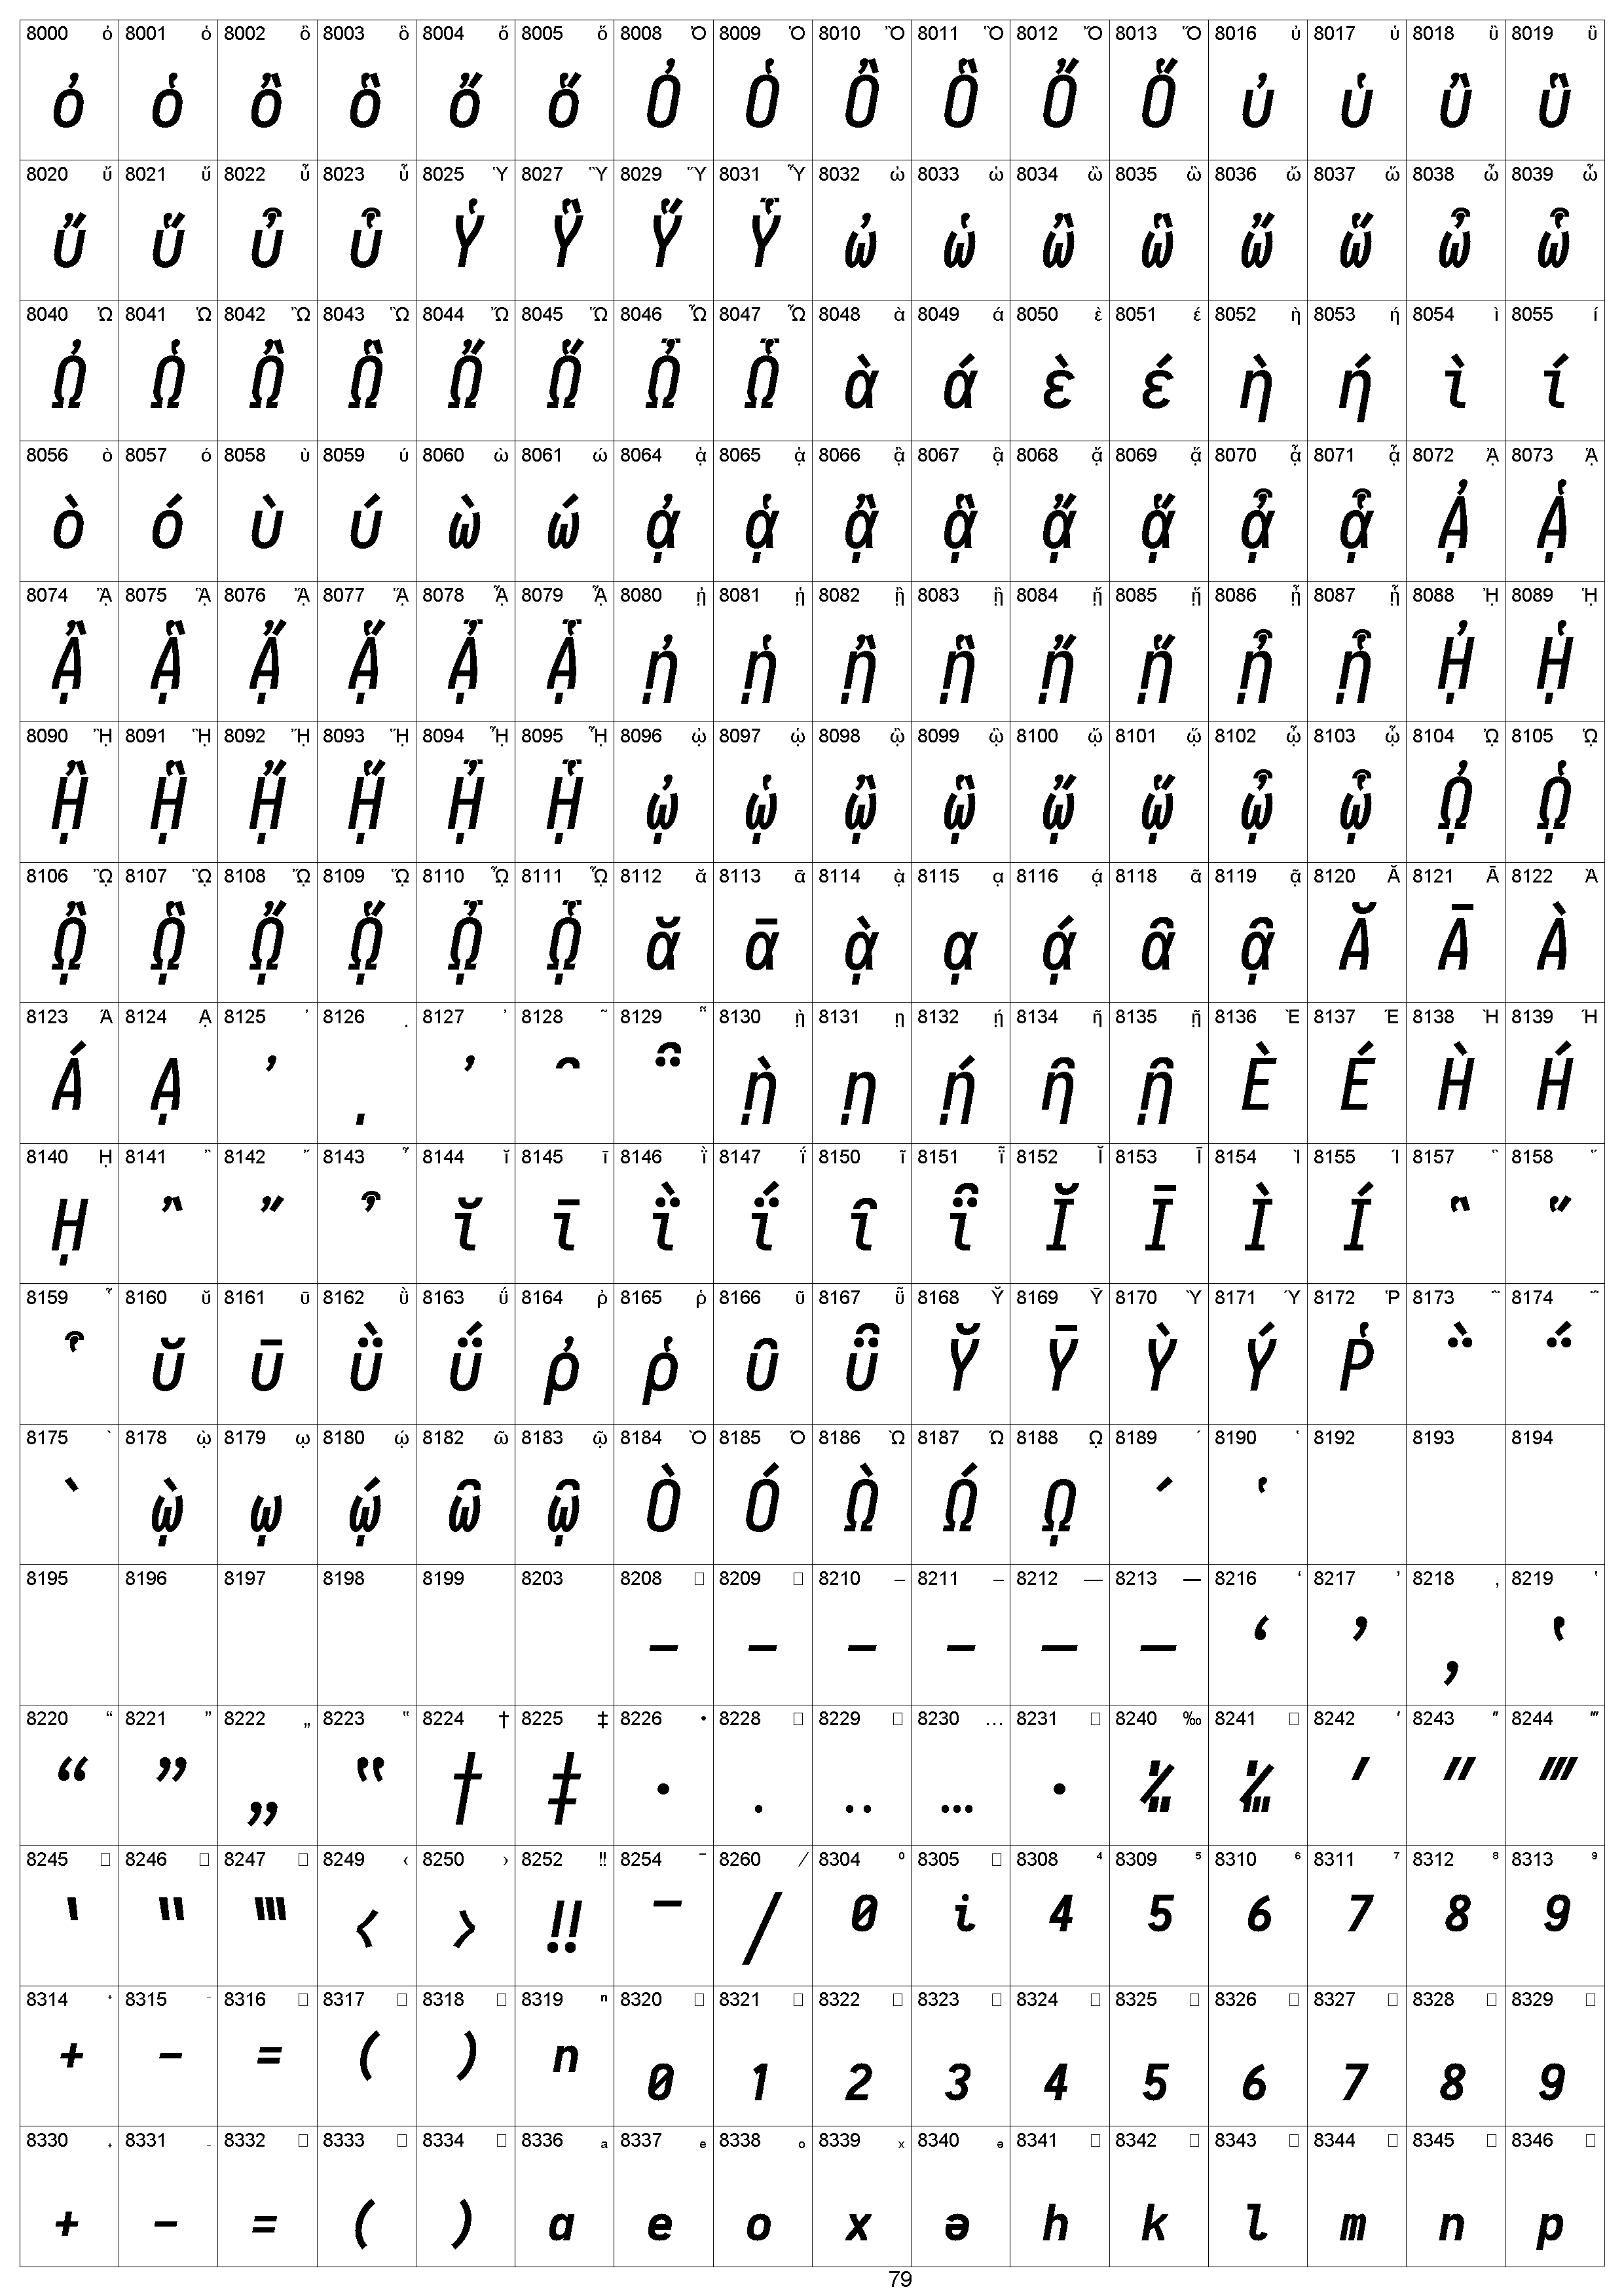 8000 ὀ 8001 ὁ 8002 ὂ 8003 ὃ 8004 ὄ 8005 ὅ 8008 Ὀ 8009 Ὁ 8010 Ὂ 8011 Ὃ 8012 Ὄ 8013 Ὅ 8016 ὐ 8017 ὑ 8018 ὒ 8019 ὓ
ὀ ὁ ὂ ὃ ὄ ὅ Ὀ Ὁ Ὂ Ὃ Ὄ Ὅ ὐ ὑ ὒ ὓ
8020 ὔ 8021 ὕ 8022 ὖ 8023 ὗ 8025 Ὑ 8027 Ὓ 8029 Ὕ 8031 Ὗ 8032 ὠ 8033 ὡ 8034 ὢ 8035 ὣ 8036 ὤ 8037 ὥ 8038 ὦ 8039 ὧ
ὔ ὕ ὖ ὗ Ὑ Ὓ Ὕ Ὗ ὠ ὡ ὢ ὣ ὤ ὥ ὦ ὧ
8040 Ὠ 8041 Ὡ 8042 Ὢ 8043 Ὣ 8044 Ὤ 8045 Ὥ 8046 Ὦ 8047 Ὧ 8048 ὰ 8049 ά 8050 ὲ 8051 έ 8052 ὴ 8053 ή 8054 ὶ 8055 ί
Ὠ Ὡ Ὢ Ὣ Ὤ Ὥ Ὦ Ὧ ὰ ά ὲ έ ὴ ή ὶ ί
8056 ὸ 8057 ό 8058 ὺ 8059 ύ 8060 ὼ 8061 ώ 8064 ᾀ 8065 ᾁ 8066 ᾂ 8067 ᾃ 8068 ᾄ 8069 ᾅ 8070 ᾆ 8071 ᾇ 8072 ᾈ 8073 ᾉ
ὸ ό ὺ ύ ὼ ώ ᾀ ᾁ ᾂ ᾃ ᾄ ᾅ ᾆ ᾇ ᾈ ᾉ
8074 ᾊ 8075 ᾋ 8076 ᾌ 8077 ᾍ 8078 ᾎ 8079 ᾏ 8080 ᾐ 8081 ᾑ 8082 ᾒ 8083 ᾓ 8084 ᾔ 8085 ᾕ 8086 ᾖ 8087 ᾗ 8088 ᾘ 8089 ᾙ
ᾊ ᾋ ᾌ ᾍ ᾎ ᾏ ᾐ ᾑ ᾒ ᾓ ᾔ ᾕ ᾖ ᾗ ᾘ ᾙ
8090 ᾚ 8091 ᾛ 8092 ᾜ 8093 ᾝ 8094 ᾞ 8095 ᾟ 8096 ᾠ 8097 ᾡ 8098 ᾢ 8099 ᾣ 8100 ᾤ 8101 ᾥ 8102 ᾦ 8103 ᾧ 8104 ᾨ 8105 ᾩ
ᾚ ᾛ ᾜ ᾝ ᾞ ᾟ ᾠ ᾡ ᾢ ᾣ ᾤ ᾥ ᾦ ᾧ ᾨ ᾩ
8106 ᾪ 8107 ᾫ 8108 ᾬ 8109 ᾭ 8110 ᾮ 8111 ᾯ 8112 ᾰ 8113 ᾱ 8114 ᾲ 8115 ᾳ 8116 ᾴ 8118 ᾶ 8119 ᾷ 8120 Ᾰ 8121 Ᾱ 8122 Ὰ
ᾪ ᾫ ᾬ ᾭ ᾮ ᾯ ᾰ ᾱ ᾲ ᾳ ᾴ ᾶ ᾷ Ᾰ Ᾱ Ὰ
8123 Ά 8124 ᾼ 8125 ᾽ 8126 ι 8127 ᾿ 8128 ῀ 8129 ῁ 8130 ῂ 8131 ῃ 8132 ῄ 8134 ῆ 8135 ῇ 8136 Ὲ 8137 Έ 8138 Ὴ 8139 Ή
Ά ᾼ ᾽ ι ᾿ ῀ ῁ ῂ ῃ ῄ ῆ ῇ Ὲ Έ Ὴ Ή
8140 ῌ 8141 ῍ 8142 ῎ 8143 ῏ 8144 ῐ 8145 ῑ 8146 ῒ 8147 ΐ 8150 ῖ 8151 ῗ 8152 Ῐ 8153 Ῑ 8154 Ὶ 8155 Ί 8157 ῝ 8158 ῞
ῌ ῍ ῎ ῏ ῐ ῑ ῒ ΐ ῖ ῗ Ῐ Ῑ Ὶ Ί ῝ ῞
8159 ῟ 8160 ῠ 8161 ῡ 8162 ῢ 8163 ΰ 8164 ῤ 8165 ῥ 8166 ῦ 8167 ῧ 8168 Ῠ 8169 Ῡ 8170 Ὺ 8171 Ύ 8172 Ῥ 8173 ῭ 8174 ΅
῟ ῠ ῡ ῢ ΰ ῤ ῥ ῦ ῧ Ῠ Ῡ Ὺ Ύ Ῥ ῭ ΅
8175 ` 8178 ῲ 8179 ῳ 8180 ῴ 8182 ῶ 8183 ῷ 8184 Ὸ 8185 Ό 8186 Ὼ 8187 Ώ 8188 ῼ 8189 ´ 8190 ῾ 8192 8193 8194
` ῲ ῳ ῴ ῶ ῷ Ὸ Ό Ὼ Ώ ῼ ´ ῾
8195 8196 8197 8198 8199 8203 8208 □ 8209 □ 8210 ‒ 8211 – 8212 — 8213 ― 8216 ‘ 8217 ’ 8218 ‚ 8219 ‛
‐ ‑ ‒ – — ― ‘ ’ ‚ ‛
8220 “ 8221 ” 8222 „ 8223 ‟ 8224 † 8225 ‡ 8226 • 8228 □ 8229 □ 8230 … 8231 □ 8240 ‰ 8241 □ 8242 ′ 8243 ″ 8244 ‴
“ ” „ ‟ † ‡ • ․ ‥ … ‧ ‰ ‱ ′ ″ ‴
8245 □ 8246 □ 8247 □ 8249 ‹ 8250 › 8252 ‼ 8254 ‾ 8260 ⁄ 8304 ⁰ 8305 □ 8308 ⁴ 8309 ⁵ 8310 ⁶ 8311 ⁷ 8312 ⁸ 8313 ⁹
‵ ‶ ‷ ‹ › ‼ ‾ ⁄ ⁰ ⁱ ⁴ ⁵ ⁶ ⁷ ⁸ ⁹
8314 ⁺ 8315 ⁻ 8316 □ 8317 □ 8318 □ 8319 ⁿ 8320 □ 8321 □ 8322 □ 8323 □ 8324 □ 8325 □ 8326 □ 8327 □ 8328 □ 8329 □
⁺ ⁻ ⁼ ⁽ ⁾ ⁿ ₀ ₁ ₂ ₃ ₄ ₅ ₆ ₇ ₈ ₉
8330 ₊ 8331 ₋ 8332 □ 8333 □ 8334 □ 8336 ₐ 8337 ₑ 8338 ₒ 8339 ₓ 8340 ₔ 8341 □ 8342 □ 8343 □ 8344 □ 8345 □ 8346 □
₊ ₋ ₌ ₍ ₎ ₐ ₑ ₒ ₓ ₔ ₕ ₖ ₗ ₘ ₙ ₚ
79